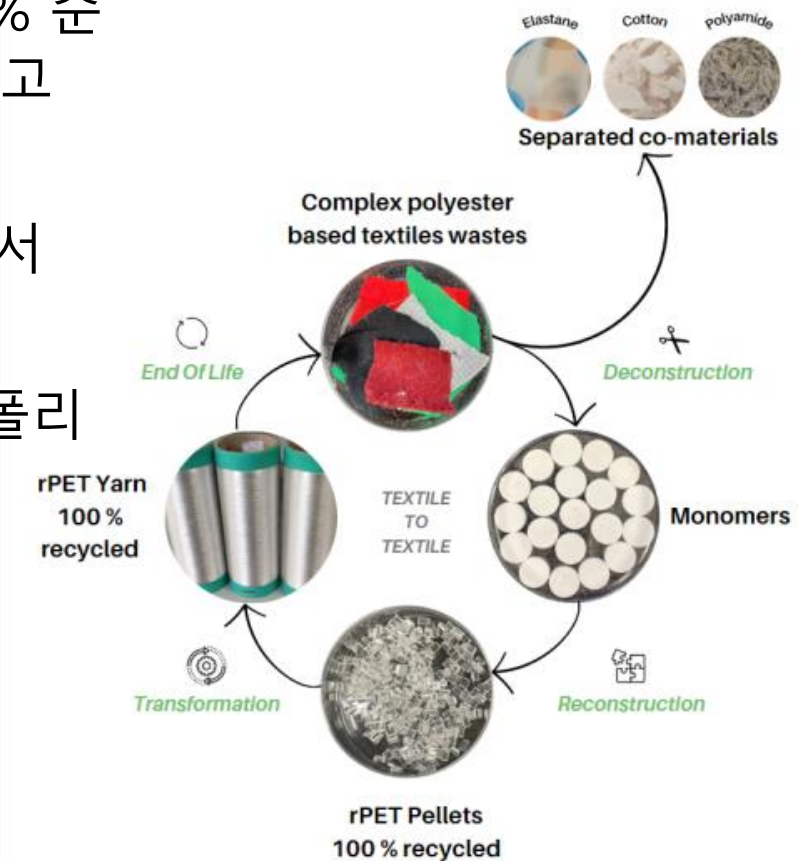 % 순
고
서
폴리
Elastane
Cotton
Polyamide
Separated co-materials
Complex polyester
based textiles wastes
End Of Life
Deconstruction
rPET Yarn
100 %
recycled
TEXTILE
TO
TEXTILE
Monomers
Transformation
Reconstruction
rPET Pellets
100 % recycled